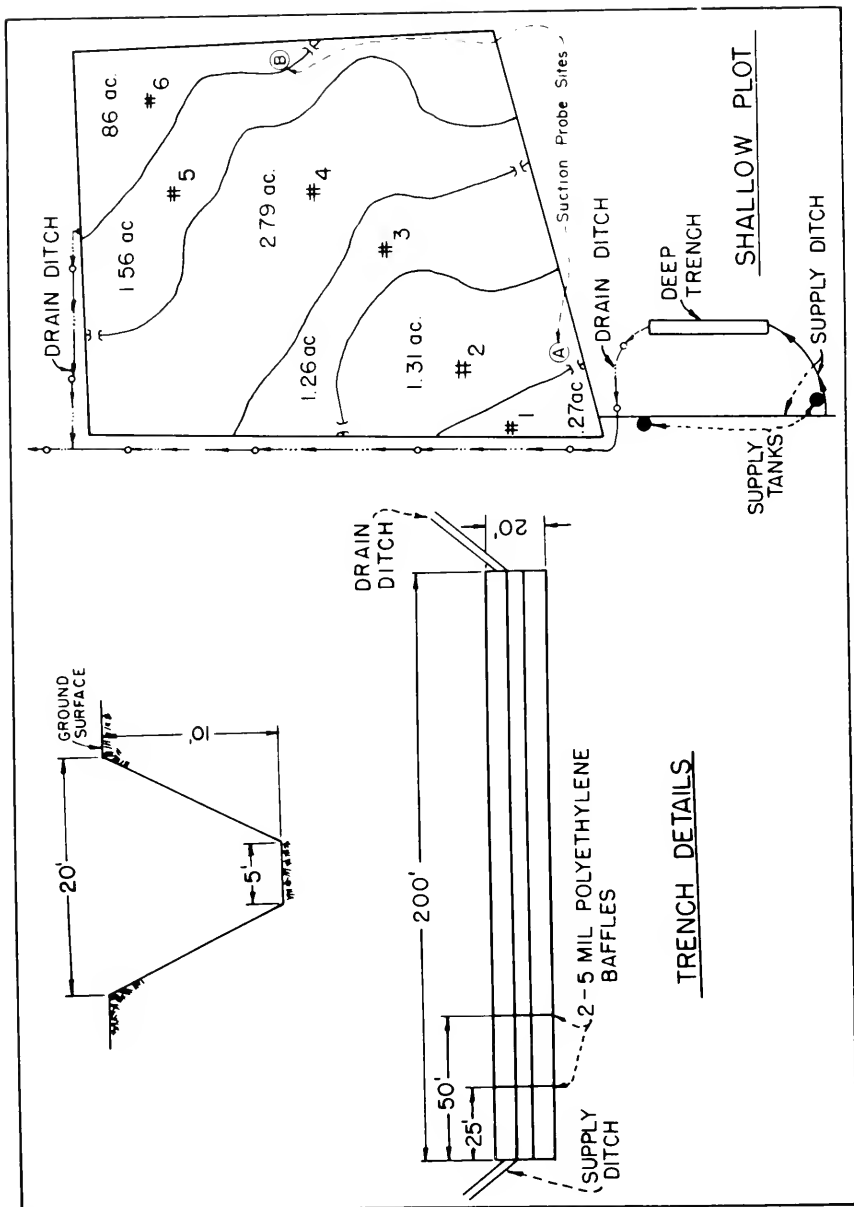 20'
GROUND
SURFACE
10'
5'
200'
50'
25'
SUPPLY
DITCH
2-5 MIL POLYETHYLENE
BAFFLES
DRAIN
DITCH
20'
TRENCH DETAILS
DRAIN DITCH
86 ac.
#6
1.56 ac
#5
2.79 ac.
#4
1.26 ac
#3
1.31 ac.
#2
#1
.27ac
B
A
Suction Probe Sites
DEEP
TRENCH
DRAIN DITCH
SUPPLY
TANKS
SUPPLY DITCH
SHALLOW PLOT